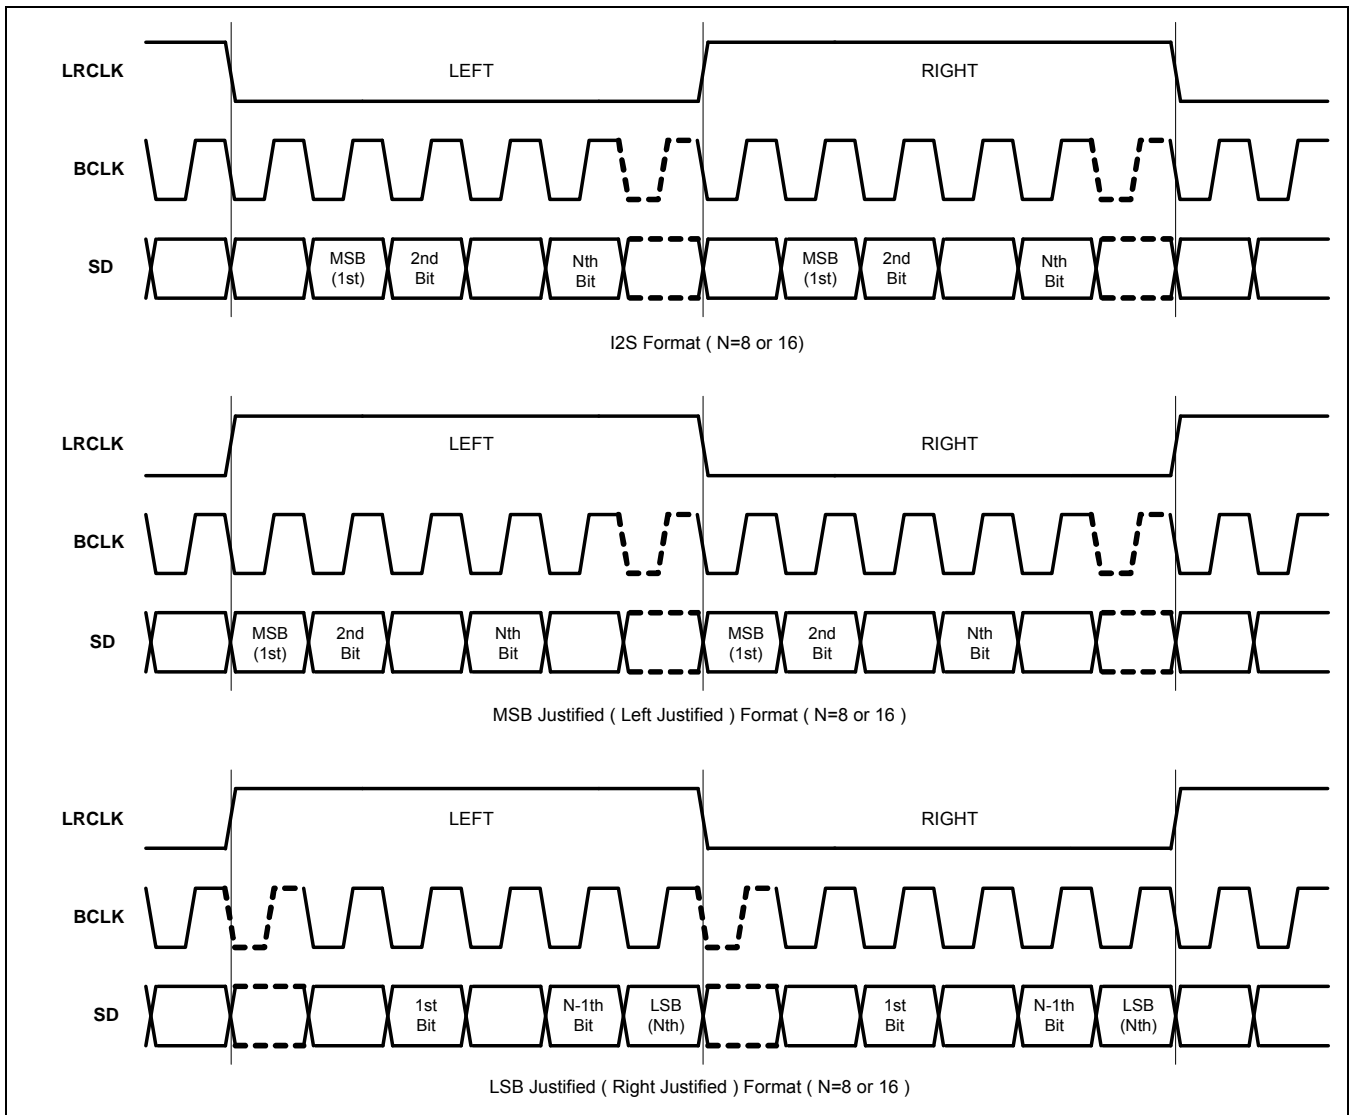 LRCLK LEFT RIGHT
BCLK
SD MSB (1st) 2nd Bit Nth Bit MSB (1st) 2nd Bit Nth Bit
I2S Format ( N=8 or 16)
LRCLK LEFT RIGHT
BCLK
SD MSB (1st) 2nd Bit Nth Bit MSB (1st) 2nd Bit Nth Bit
MSB Justified ( Left Justified ) Format ( N=8 or 16 )
LRCLK LEFT RIGHT
BCLK
SD 1st Bit N-1th Bit LSB (Nth) 1st Bit N-1th Bit LSB (Nth)
LSB Justified ( Right Justified ) Format ( N=8 or 16 )